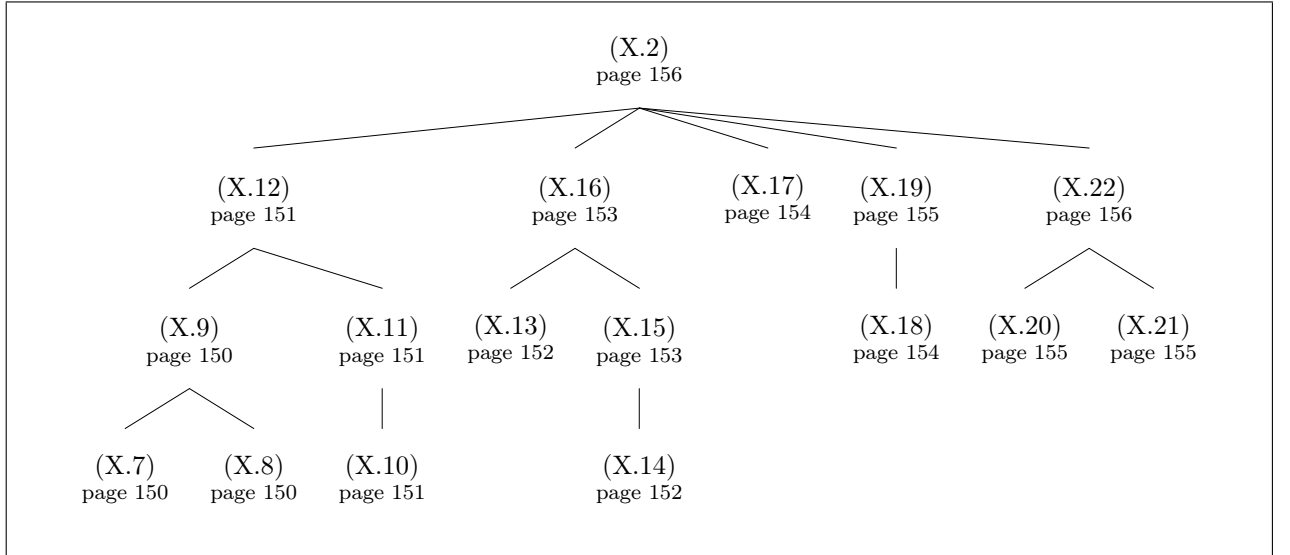 (X.2)
page 156
(X.12)
page 151
(X.16)
page 153
(X.17)
page 154
(X.19)
page 155
(X.22)
page 156
(X.9)
page 150
(X.11)
page 151
(X.13)
page 152
(X.15)
page 153
(X.18)
page 154
(X.20)
page 155
(X.21)
page 155
(X.7)
page 150
(X.8)
page 150
(X.10)
page 151
(X.14)
page 152